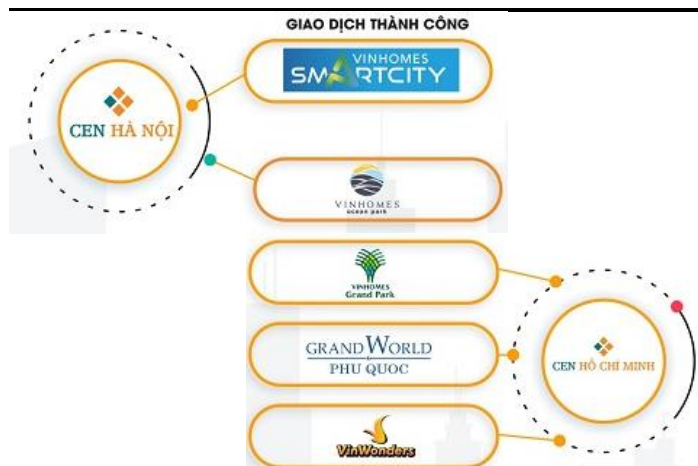 GIAO DỊCH THÀNH CÔNG
VINHOMES
SMARTCITY
CEN HÀ NỘI
VINHOMES
ocean park
VINHOMES
Grand Park
GRAND WORLD
PHU QUOC
CEN HỒ CHÍ MINH
VinWonders